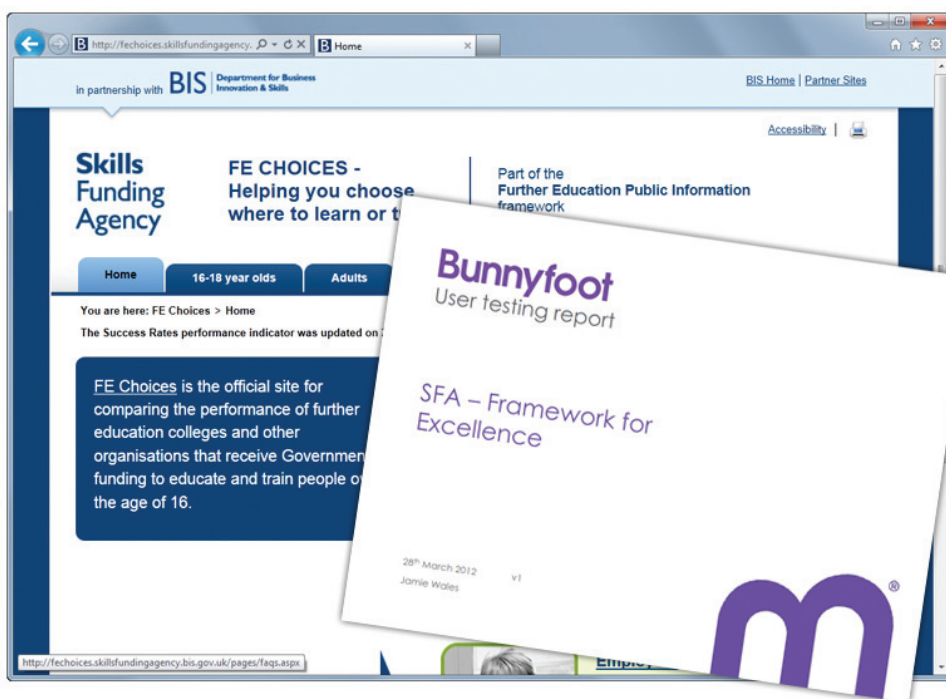 http://fechoices.skillsfundingagency.
Home
in partnership with BIS Department for Business
Innovation & Skills
BIS Home | Partner Sites
Accessibility |
Skills
Funding
Agency
FE CHOICES -
Helping you choose
where to learn or t
Part of the
Further Education Public Information
framework
Home
16-18 year olds
Adults
You are here: FE Choices > Home
The Success Rates performance indicator was updated on
FE Choices is the official site for
comparing the performance of further
education colleges and other
organisations that receive Governmen
funding to educate and train people o
the age of 16.
Bunnyfoot
User testing report
SFA – Framework for
Excellence
28th March 2012 v1
Jamie Wales
®
Employ
http://fechoices.skillsfundingagency.bis.gov.uk/pages/faqs.aspx